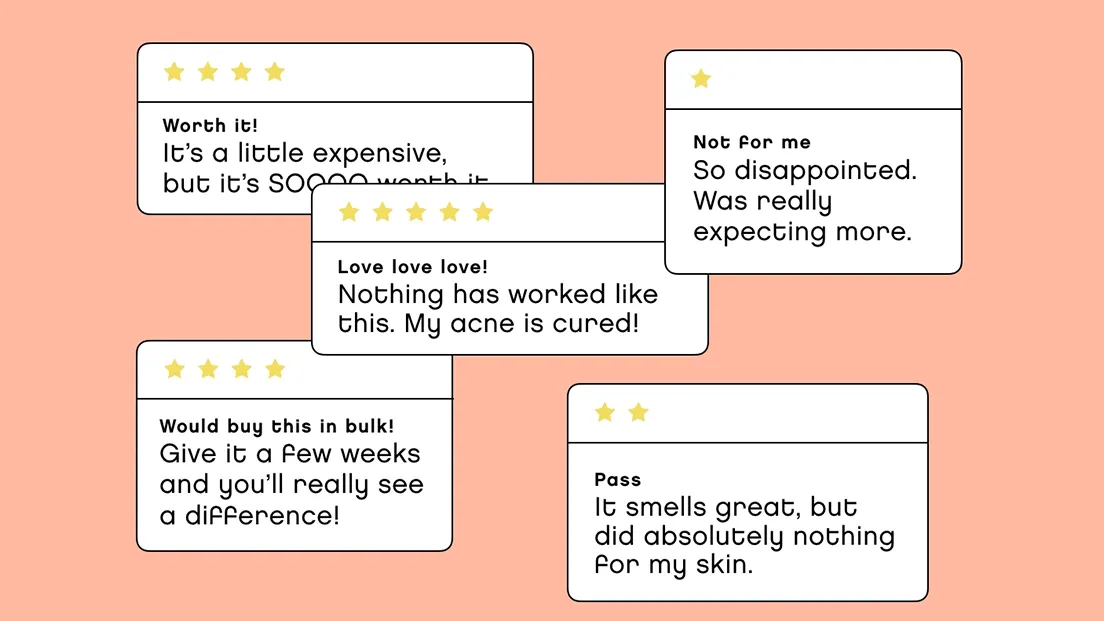 Worth it!
It's a little expensive,
but it's SOOOO worth it
Not for me
So disappointed.
Was really
expecting more.
Love love love!
Nothing has worked like
this. My acne is cured!
Would buy this in bulk!
Give it a few weeks
and you'll really see
a difference!
Pass
It smells great, but
did absolutely nothing
for my skin.